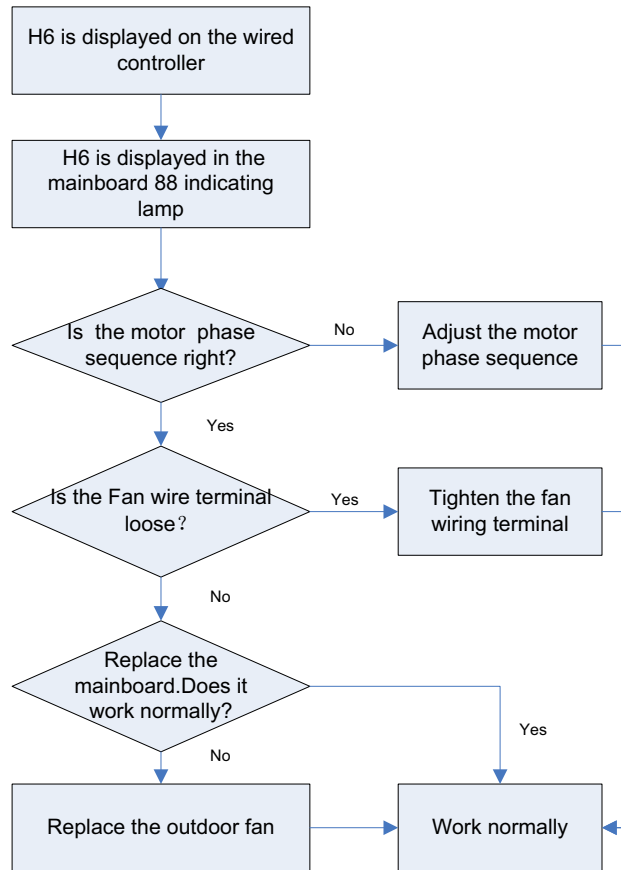 H6 is displayed on the wired
controller
H6 is displayed in the
mainboard 88 indicating
lamp
Is the motor phase
sequence right?
No
Adjust the motor
phase sequence
Yes
Is the Fan wire terminal
loose？
Yes
Tighten the fan
wiring terminal
No
Replace the
mainboard.Does it
work normally?
Yes
No
Replace the outdoor fan
Work normally